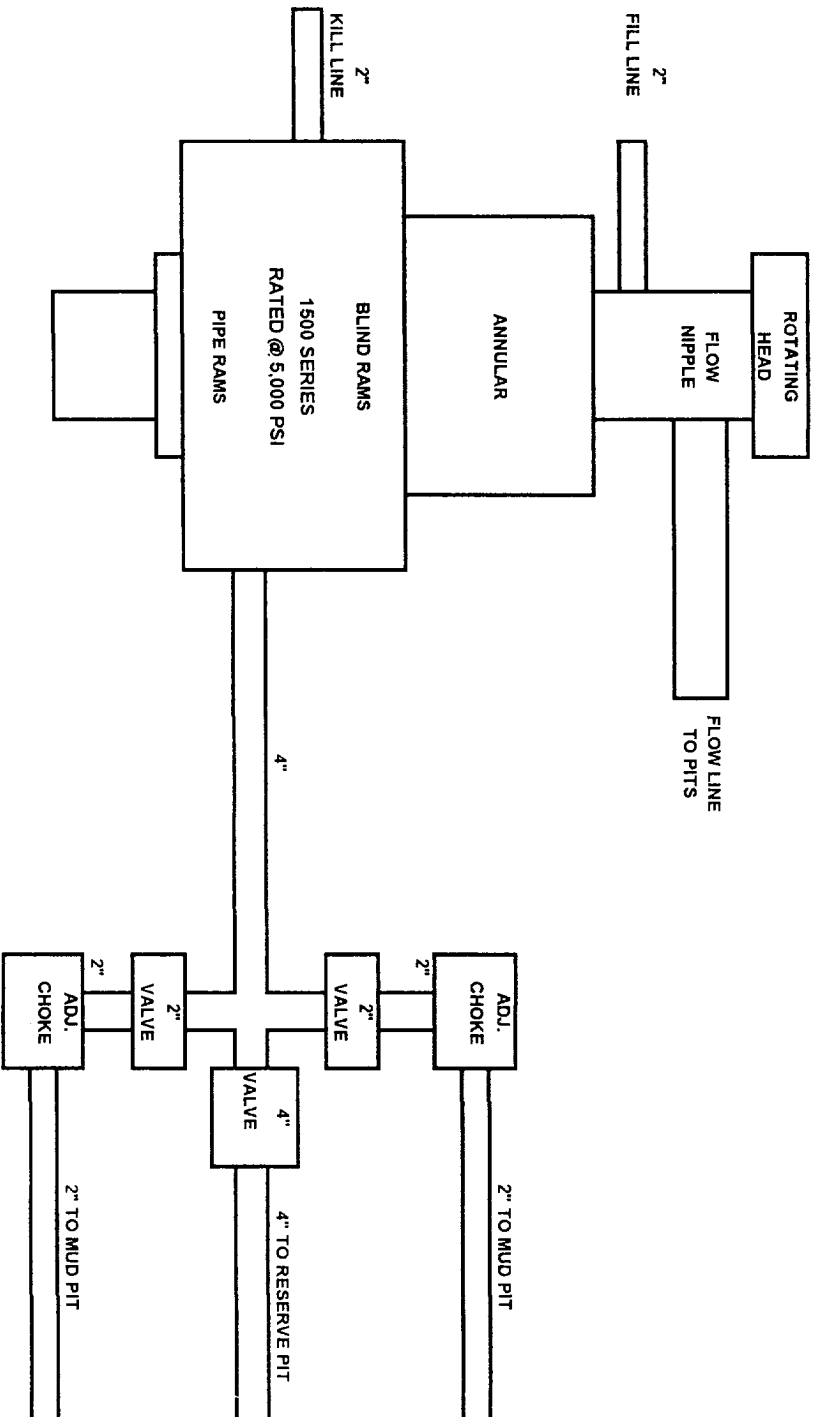 ROTATING
HEAD
2"
FILL LINE
FLOW
NIPPLE
FLOW LINE
TO PITS
ANNULAR
2"
KILL LINE
BLIND RAMS
1500 SERIES
RATED @ 5,000 PSI
PIPE RAMS
4"
ADJ.
CHOKE
2"
2"
VALVE
2" TO MUD PIT
4"
VALVE
4" TO RESERVE PIT
2"
VALVE
2"
ADJ.
CHOKE
2" TO MUD PIT